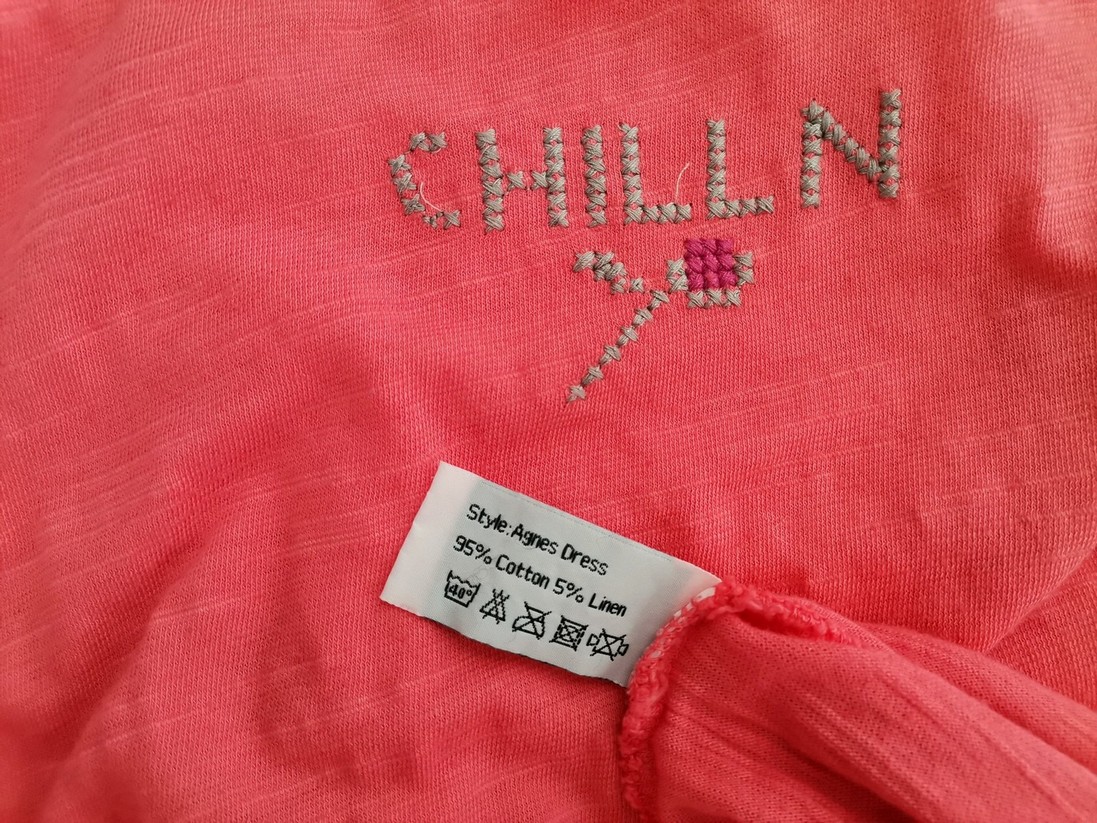 CHILLN
Style:Agnes Dress
95% Cotton 5% Linen
40°